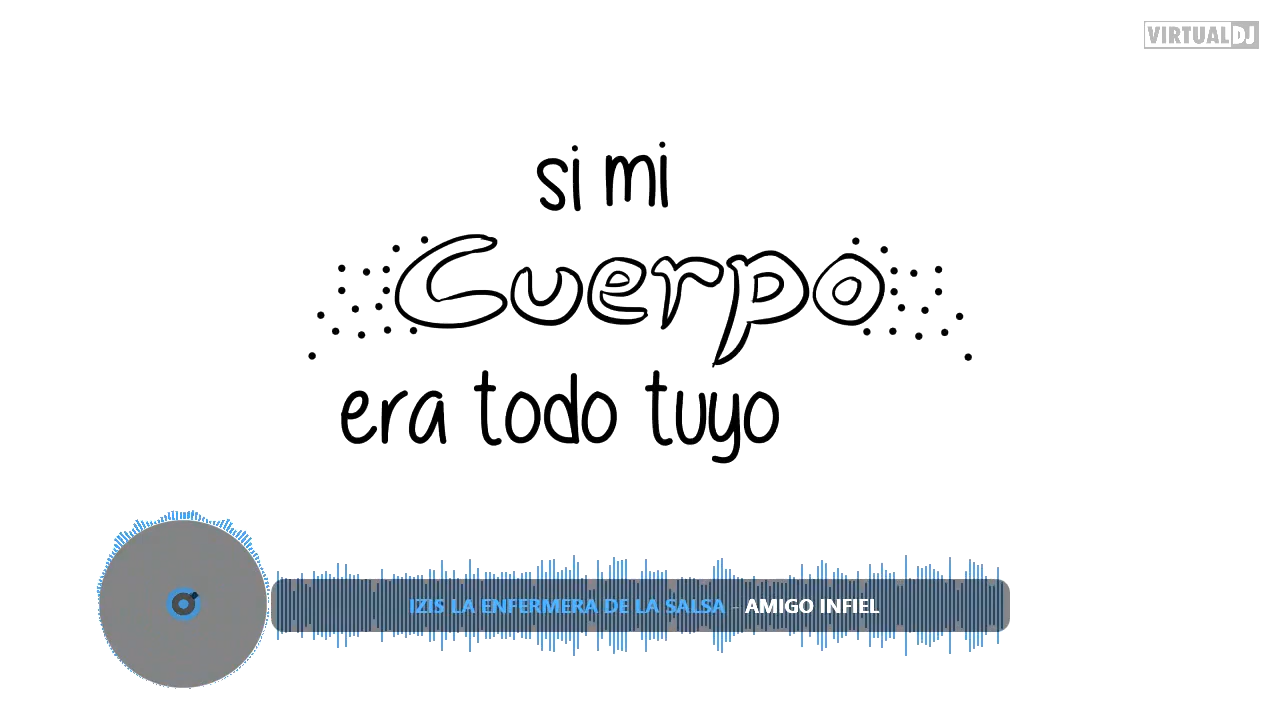 VIRTUALDJ
si mi
Cuerpo
era todo tuyo
IZIS LA ENFERMERA DE LA SALSA - AMIGO INFIEL